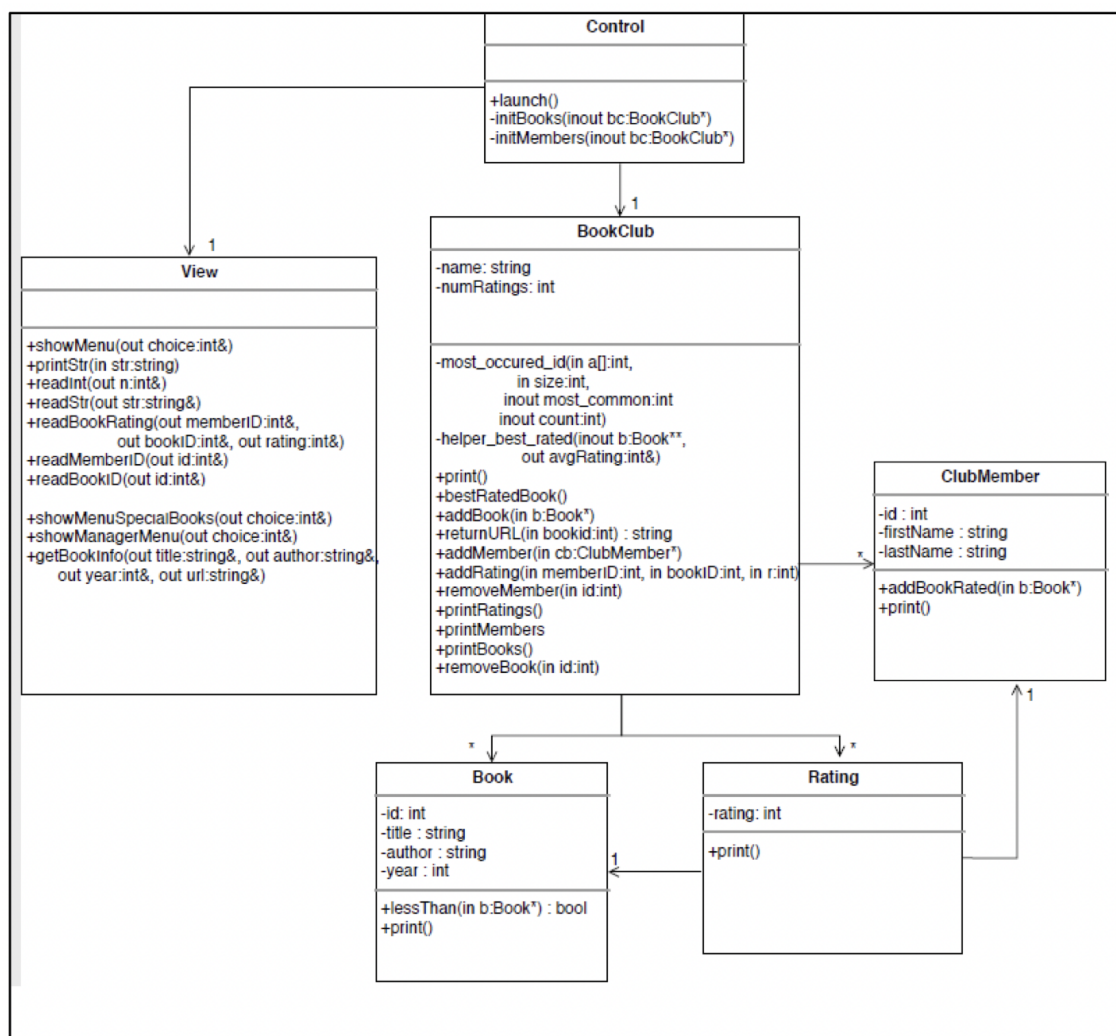 Control
+launch()
-initBooks(inout bc:BookClub*)
-initMembers(inout bc:BookClub*)
1
1
View
+showMenu(out choice:int&)
+printStr(in str:string)
+readInt(out n:int&)
+readStr(out str:string&)
+readBookRating(out memberID:int&,
out bookID:int&, out rating:int&)
+readMemberID(out id:int&)
+readBookID(out id:int&)
+showMenuSpecialBooks(out choice:int&)
+showManagerMenu(out choice:int&)
+getBookInfo(out title:string&, out author:string&,
out year:int&, out url:string&)
BookClub
-name: string
-numRatings: int
-most_occured_id(in a[]:int,
in size:int,
inout most_common:int
inout count:int)
-helper_best_rated(inout b:Book**,
out avgRating:int&)
+print()
+bestRatedBook()
+addBook(in b:Book*)
+returnURL(in bookid:int) : string
+addMember(in cb:ClubMember*)
+addRating(in memberID:int, in bookID:int, in r:int)
+removeMember(in id:int)
+printRatings()
+printMembers
+printBooks()
+removeBook(in id:int)
*
ClubMember
-id : int
-firstName : string
-lastName : string
+addBookRated(in b:Book*)
+print()
1
*
*
Book
-id: int
-title : string
-author : string
-year : int
+lessThan(in b:Book*) : bool
+print()
1
Rating
-rating: int
+print()